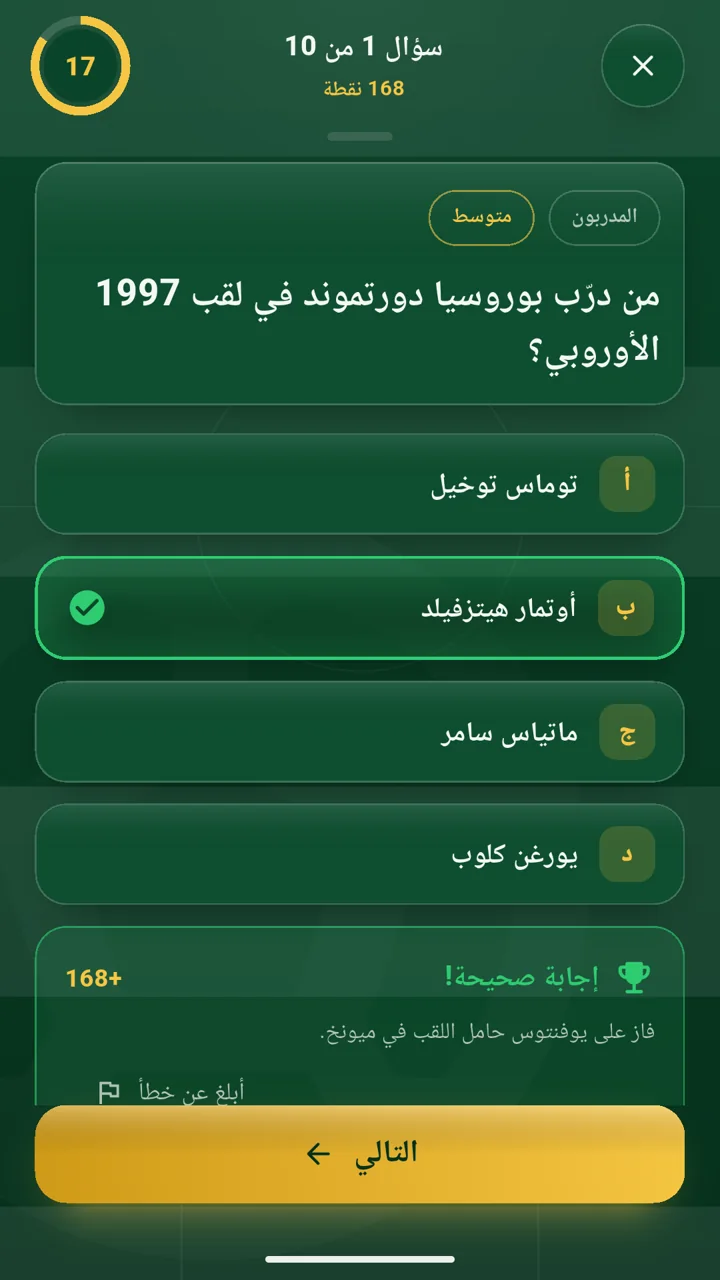 سؤال 1 من 10
168 نقطة
17
المدربون
متوسط
من درّب بوروسيا دورتموند في لقب 1997
الأوروبي؟
أ
توماس توخيل
ب
أوتمار هيتزفيلد
ج
ماتياس سامر
د
يورغن كلوب
إجابة صحيحة!
+168
فاز على يوفنتوس حامل اللقب في ميونخ.
أبلغ عن خطأ
التالي ←